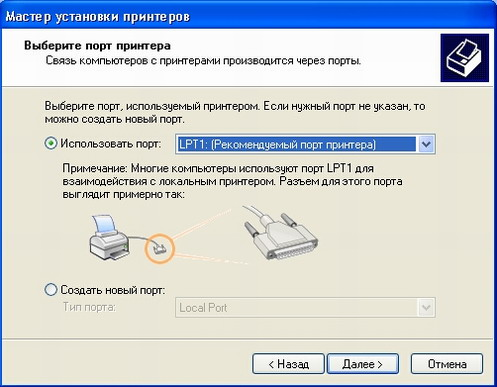 Мастер установки принтеров
Выберите порт принтера
Связь компьютеров с принтерами производится через порты.
Выберите порт, используемый принтером. Если нужный порт не указан, то
можно создать новый порт.
Использовать порт: LPT1: (Рекомендуемый порт принтера)
Примечание: Многие компьютеры используют порт LPT1 для
взаимодействия с локальным принтером. Разъем для этого порта
выглядит примерно так:
Создать новый порт:
Тип порта: Local Port
< Назад Далее > Отмена